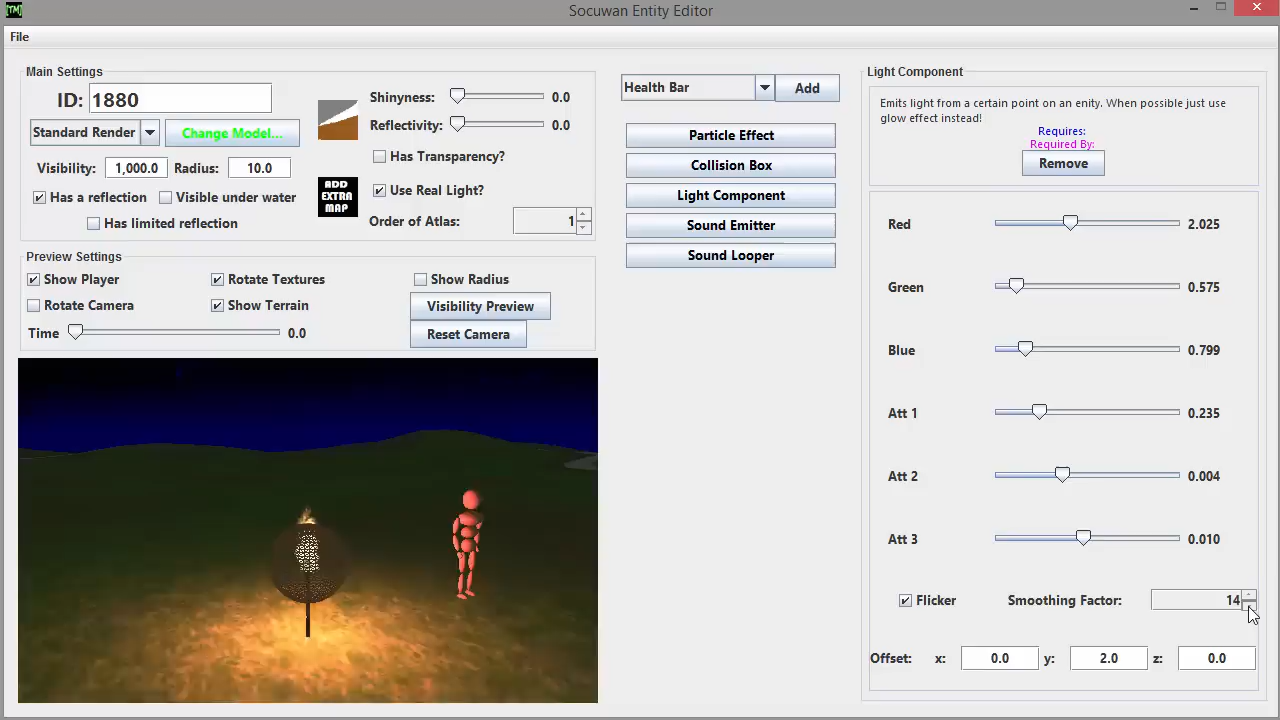 [TM]
Socuwan Entity Editor
File
Main Settings
ID: 1880
Standard Render
Change Model...
Visibility: 1,000.0 Radius: 10.0
Has a reflection Visible under water
Has limited reflection
Shinyness: 0.0
Reflectivity: 0.0
Has Transparency?
ADD
EXTRA
MAP
Use Real Light?
Order of Atlas: 1
Preview Settings
Show Player Rotate Textures Show Radius
Rotate Camera Show Terrain Visibility Preview
Time 0.0 Reset Camera
Health Bar Add
Particle Effect
Collision Box
Light Component
Sound Emitter
Sound Looper
Light Component
Emits light from a certain point on an enity. When possible just use
glow effect instead!
Requires:
Required By:
Remove
Red 2.025
Green 0.575
Blue 0.799
Att 1 0.235
Att 2 0.004
Att 3 0.010
Flicker Smoothing Factor: 14
Offset: x: 0.0 y: 2.0 z: 0.0